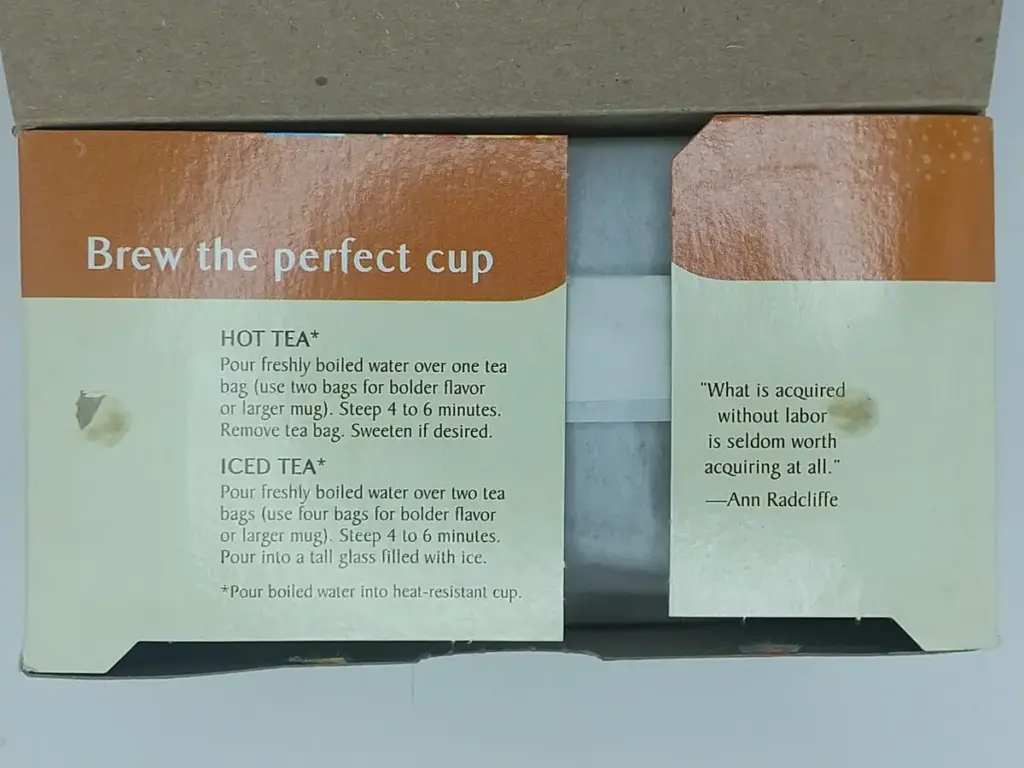 Brew the perfect cup
HOT TEA*
Pour freshly boiled water over one tea
bag (use two bags for bolder flavor
or larger mug). Steep 4 to 6 minutes.
Remove tea bag. Sweeten if desired.
ICED TEA*
Pour freshly boiled water over two tea
bags (use four bags for bolder flavor
or larger mug). Steep 4 to 6 minutes.
Pour into a tall glass filled with ice.
*Pour boiled water into heat-resistant cup.
"What is acquired
without labor
is seldom worth
acquiring at all."
—Ann Radcliffe